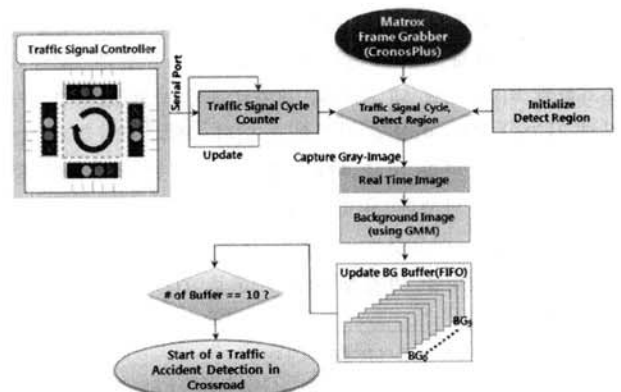 Traffic Signal Controller
Serial Port
Traffic Signal Cycle
Counter
Update
Matrox
Frame Grabber
(CronosPlus)
Traffic Signal Cycle,
Detect Region
Initialize
Detect Region
Capture Gray-Image
Real Time Image
Background Image
(using GMM)
Update BG Buffer(FIFO)
BG9
BG0
# of Buffer == 10 ?
Start of a Traffic
Accident Detection in
Crossroad